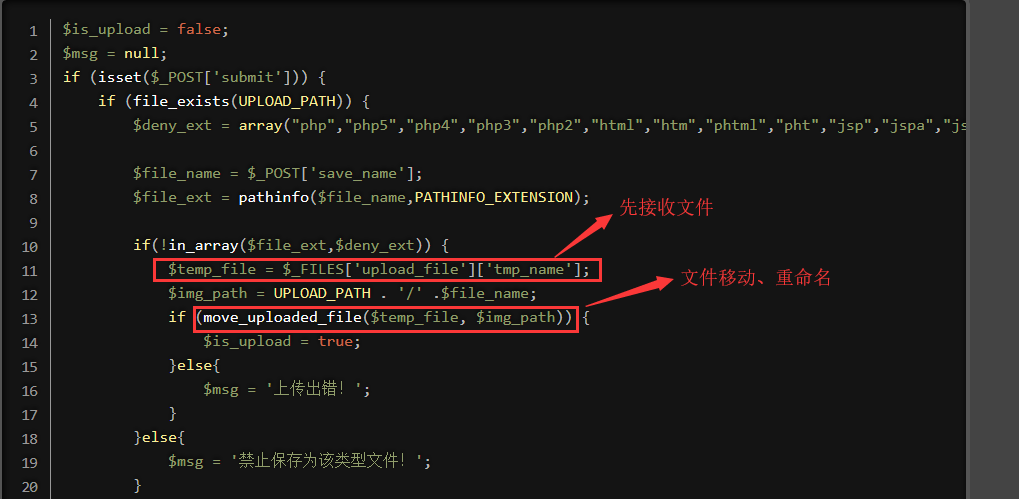 1 $is_upload = false;
2 $msg = null;
3 if (isset($_POST['submit'])) {
4 if (file_exists(UPLOAD_PATH)) {
5 $deny_ext = array("php","php5","php4","php3","php2","html","htm","phtml","pht","jsp","jspa","js
6
7 $file_name = $_POST['save_name'];
8 $file_ext = pathinfo($file_name,PATHINFO_EXTENSION);
先接收文件
9
10 if(!in_array($file_ext,$deny_ext)) {
11 $temp_file = $_FILES['upload_file']['tmp_name'];
文件移动、重命名
12 $img_path = UPLOAD_PATH . '/' .$file_name;
13 if (move_uploaded_file($temp_file, $img_path)) {
14 $is_upload = true;
15 }else{
16 $msg = '上传出错！';
17 }
18 }else{
19 $msg = '禁止保存为该类型文件！';
20 }